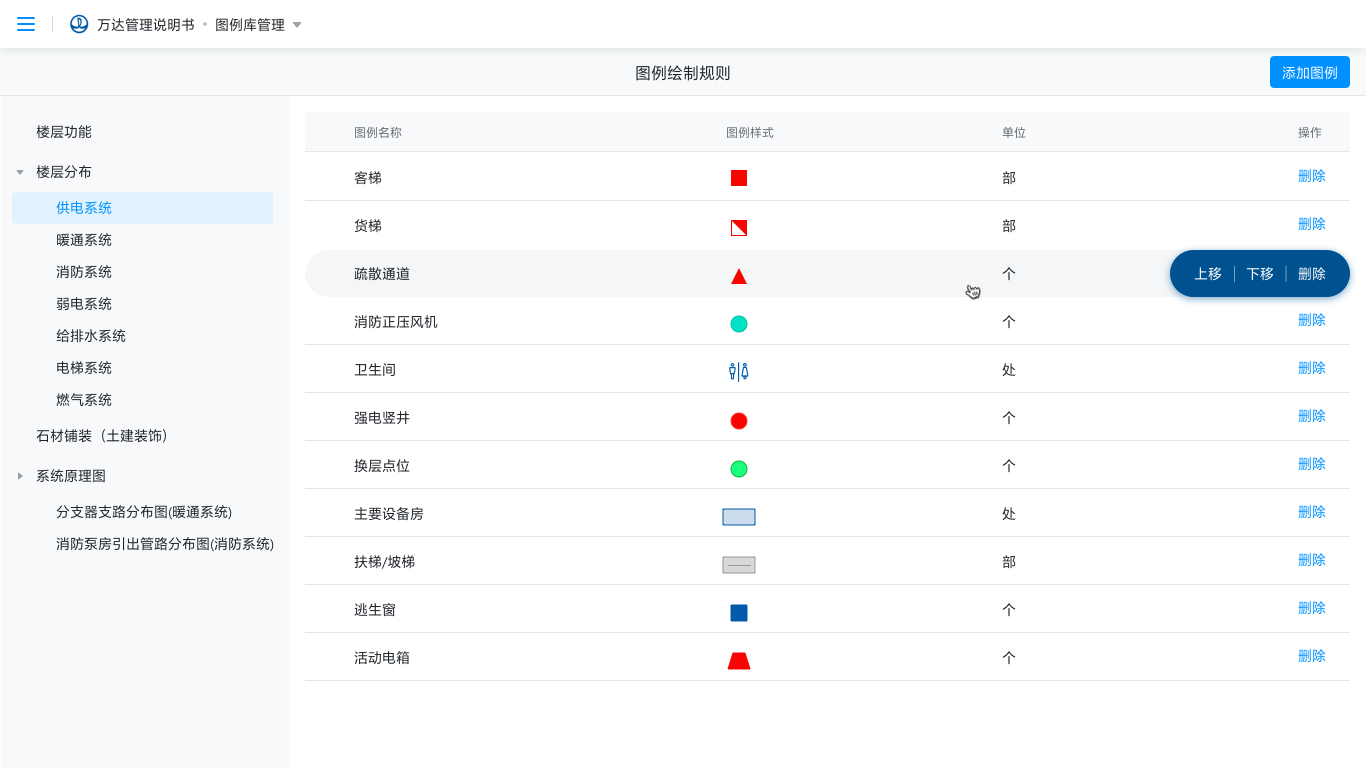 万达管理说明书 • 图例库管理
图例绘制规则
添加图例
楼层功能
楼层分布
供电系统
暖通系统
消防系统
弱电系统
给排水系统
电梯系统
燃气系统
石材铺装（土建装饰）
系统原理图
分支器支路分布图(暖通系统)
消防泵房引出管路分布图(消防系统)
图例名称 图例样式 单位 操作
客梯 部 删除
货梯 部 删除
疏散通道 个 上移 下移 删除
消防正压风机 个 删除
卫生间 处 删除
强电竖井 个 删除
换层点位 个 删除
主要设备房 处 删除
扶梯/坡梯 部 删除
逃生窗 个 删除
活动电箱 个 删除